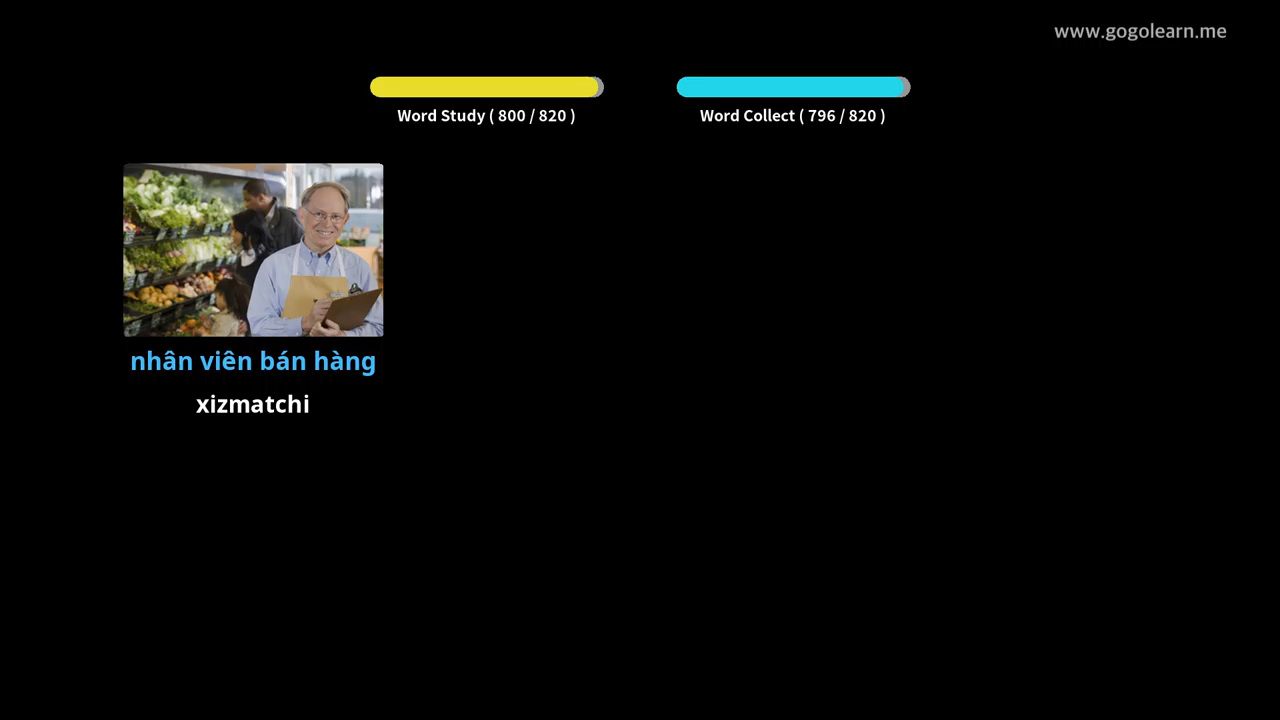 www.gogolearn.me
Word Study ( 800 / 820 )
Word Collect ( 796 / 820 )
nhân viên bán hàng
xizmatchi